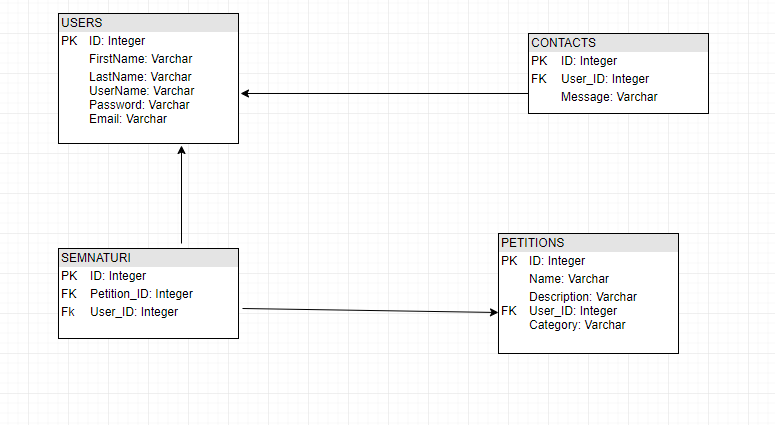 USERS
PK ID: Integer
FirstName: Varchar
LastName: Varchar
UserName: Varchar
Password: Varchar
Email: Varchar
CONTACTS
PK ID: Integer
FK User_ID: Integer
Message: Varchar
SEMNATURI
PK ID: Integer
FK Petition_ID: Integer
Fk User_ID: Integer
PETITIONS
PK ID: Integer
Name: Varchar
Description: Varchar
FK User_ID: Integer
Category: Varchar